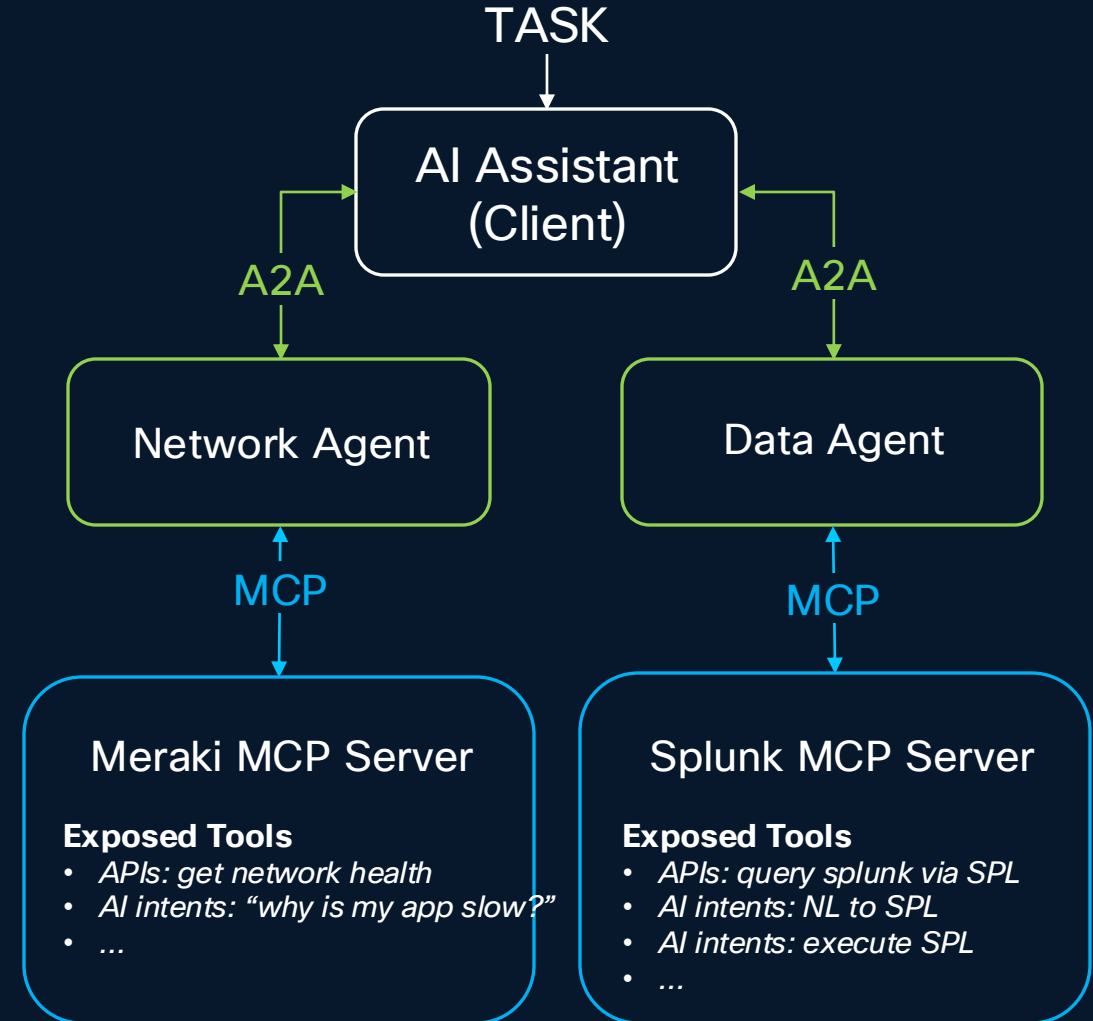 TASK
AI Assistant
(Client)
A2A
A2A
Network Agent
Data Agent
MCP
MCP
Meraki MCP Server
Exposed Tools
• APIs: get network health
• AI intents: “why is my app slow?”
• ...
Splunk MCP Server
Exposed Tools
• APIs: query splunk via SPL
• AI intents: NL to SPL
• AI intents: execute SPL
• ...